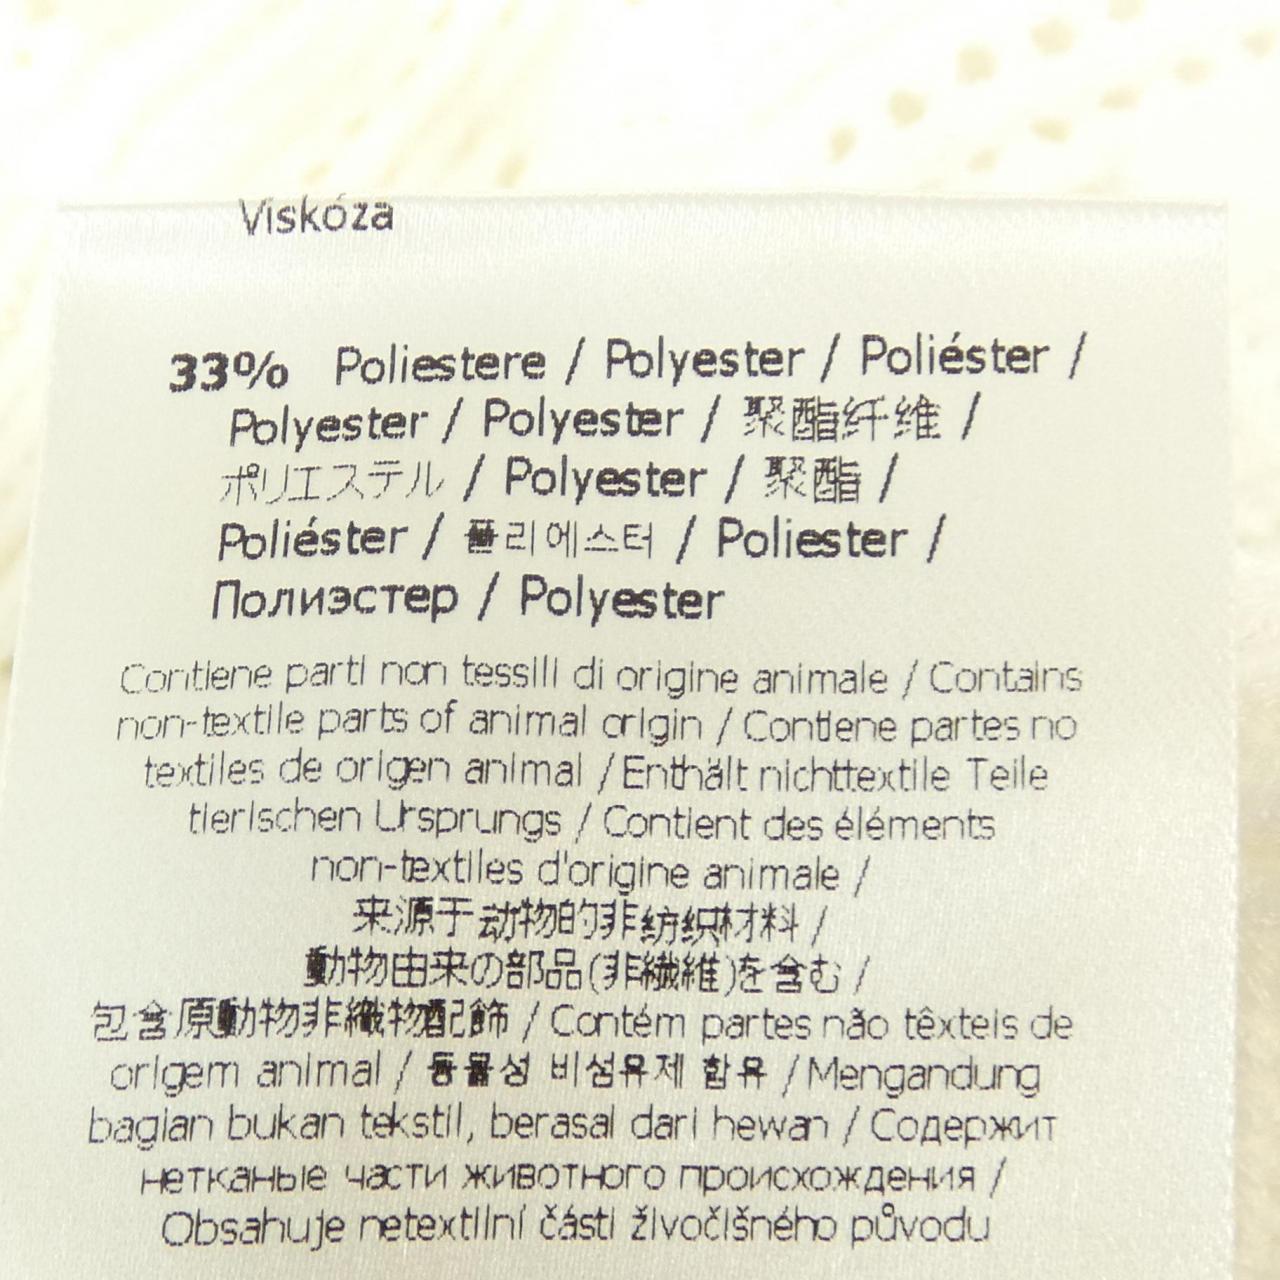 Viskóza
33% Poliestere / Polyester / Poliéster /
Polyester / Polyester / 聚酯纤维 /
ポリエステル / Polyester / 聚酯 /
Poliéster / 폴리에스터 / Poliester /
Полиэстер / Polyester
Contiene parti non tessili di origine animale / Contains
non-textile parts of animal origin / Contiene partes no
textiles de origen animal / Enthält nichttextile Teile
tierischen Ursprungs / Contient des éléments
non-textiles d'origine animale /
来源于动物的非纺织材料 /
動物由来の部品(非繊維)を含む /
包含原動物非織物配飾 / Contém partes não têxteis de
origem animal / 동물성 비섬유제 함유 / Mengandung
bagian bukan tekstil, berasal dari hewan / Содержит
нетканые части животного происхождения /
Obsahuje netextilní části živočišného původu